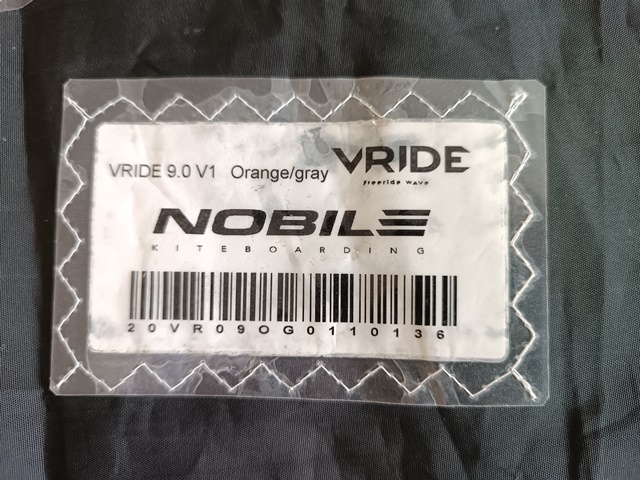 VRIDE 9.0 V1 Orange/gray VRIDE
freeride wave
NOBILE
KITEBOARDING
20VR09OG0110136